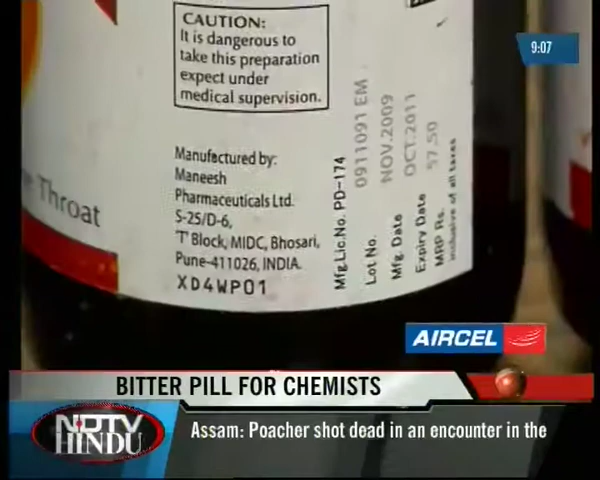 CAUTION:
It is dangerous to
take this preparation
expect under
medical supervision.
9:07
Throat
Manufactured by:
Maneesh
Pharmaceuticals Ltd.
S-25/D-6,
'T' Block, MIDC, Bhosari,
Pune-411026, INDIA.
XD4WP01
Mfg.Lic.No. PD-174
Lot No. 0911091 EM
Mfg. Date NOV.2009
Expiry Date OCT.2011
MRP Rs. 57.50
inclusive of all taxes
AIRCEL
BITTER PILL FOR CHEMISTS
NDTV
HINDU
Assam: Poacher shot dead in an encounter in the